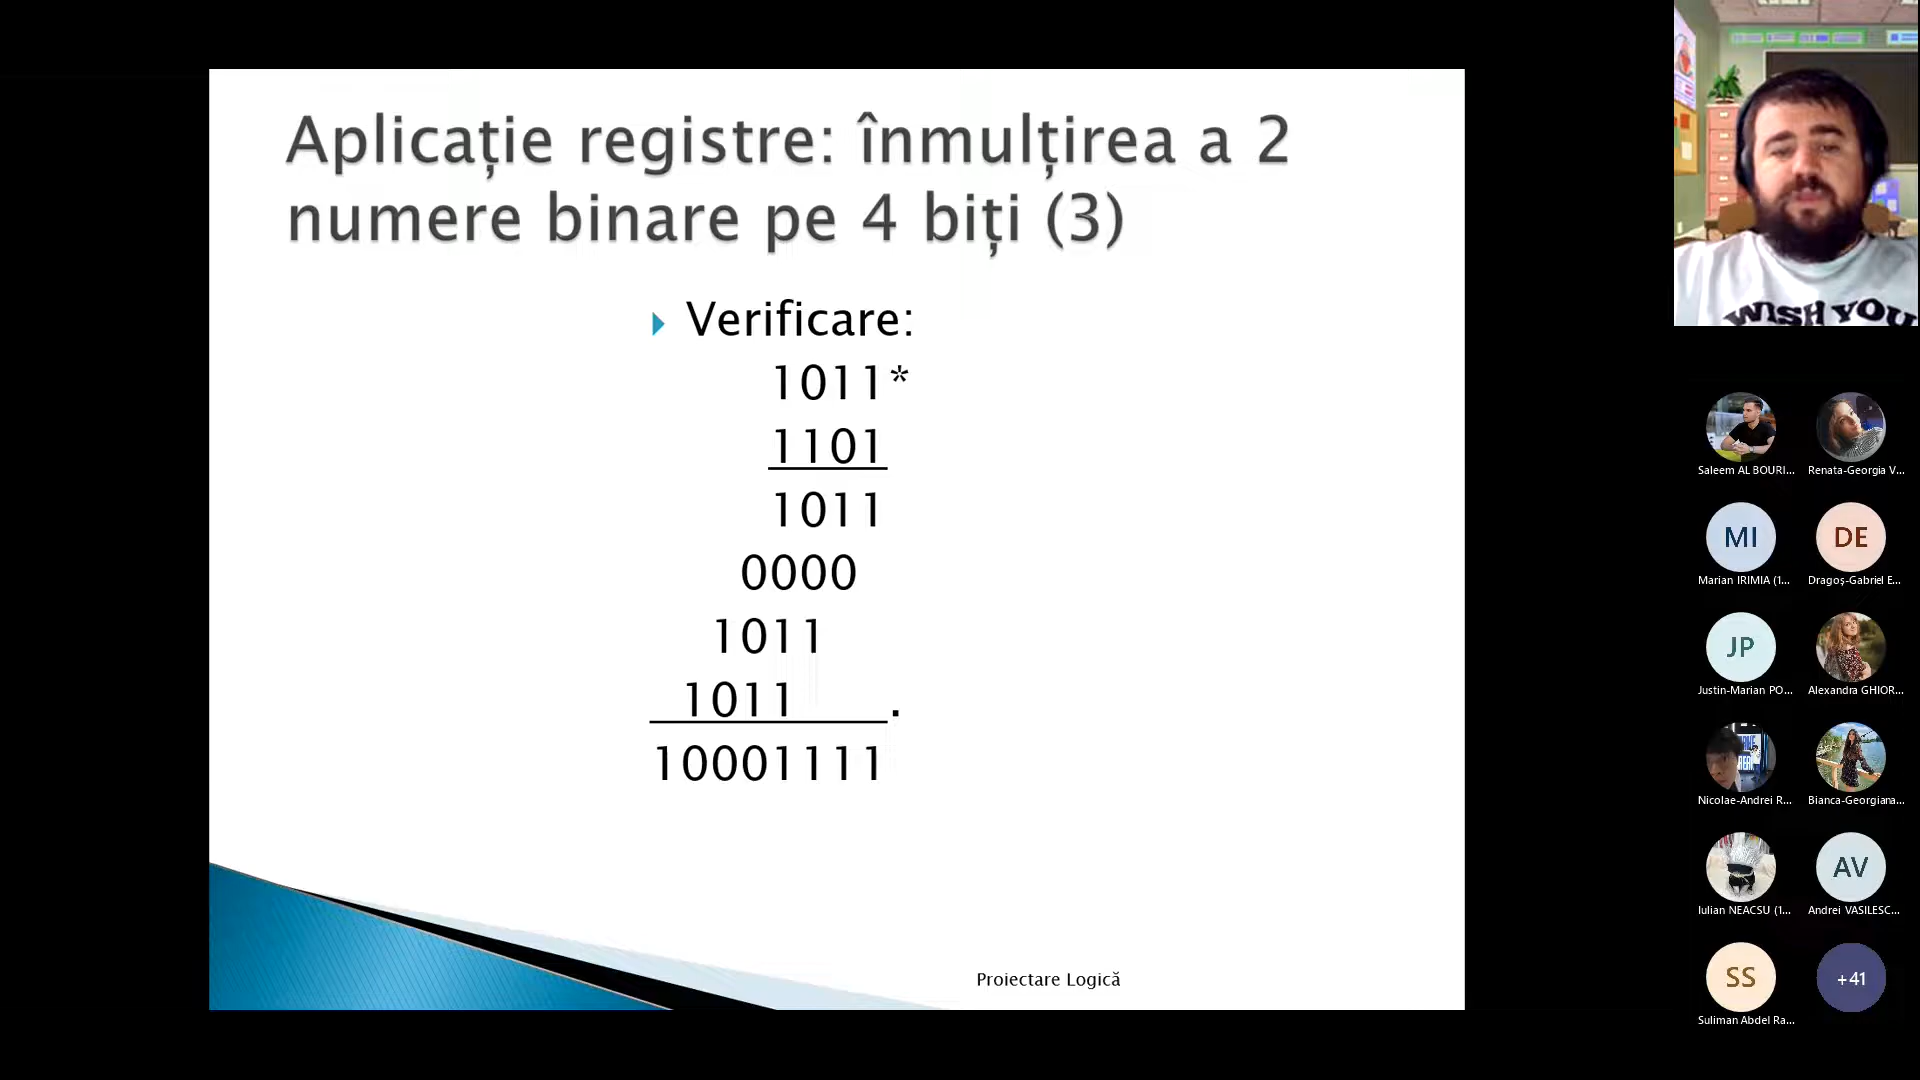 Aplicație registre: înmulțirea a 2
numere binare pe 4 biți (3)
Verificare:
1011*
1101
1011
0000
1011
1011 .
10001111
Proiectare Logică
WISH YOU
Saleem AL BOURI...
Renata-Georgia V...
MI
DE
Marian IRIMIA (1...
Dragoș-Gabriel E...
JP
Justin-Marian PO...
Alexandra GHIOR...
Nicolae-Andrei R...
Bianca-Georgiana...
AV
Iulian NEACSU (1...
Andrei VASILESC...
SS
+41
Suliman Abdel Ra...